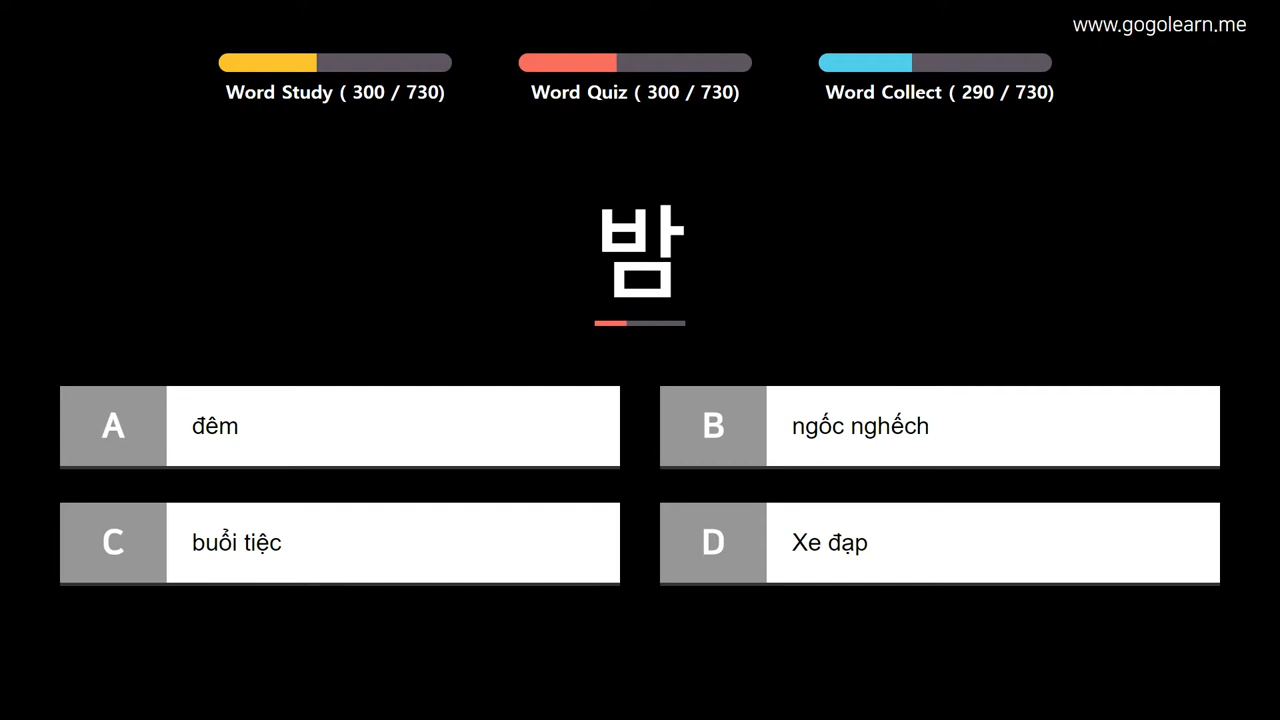 www.gogolearn.me
Word Study ( 300 / 730)
Word Quiz ( 300 / 730)
Word Collect ( 290 / 730)
밤
A đêm
B ngốc nghếch
C buổi tiệc
D Xe đạp